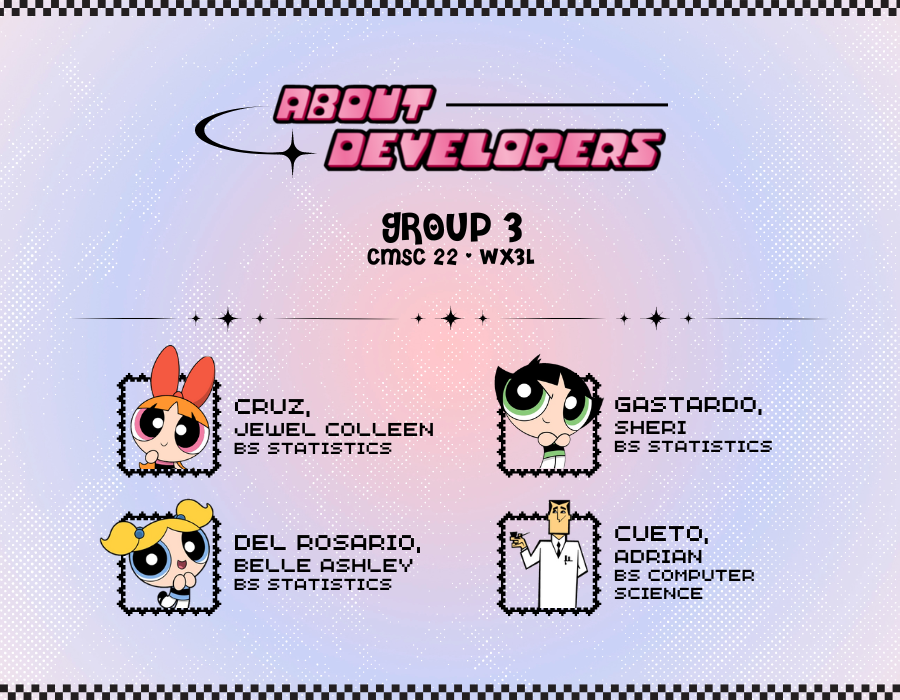 ABOUT
DEVELOPERS
GROUP 3
CMSC 22 • WX3L
CRUZ,
JEWEL COLLEEN
BS STATISTICS
GASTARDO,
SHERI
BS STATISTICS
DEL ROSARIO,
BELLE ASHLEY
BS STATISTICS
CUETO,
ADRIAN
BS COMPUTER
SCIENCE